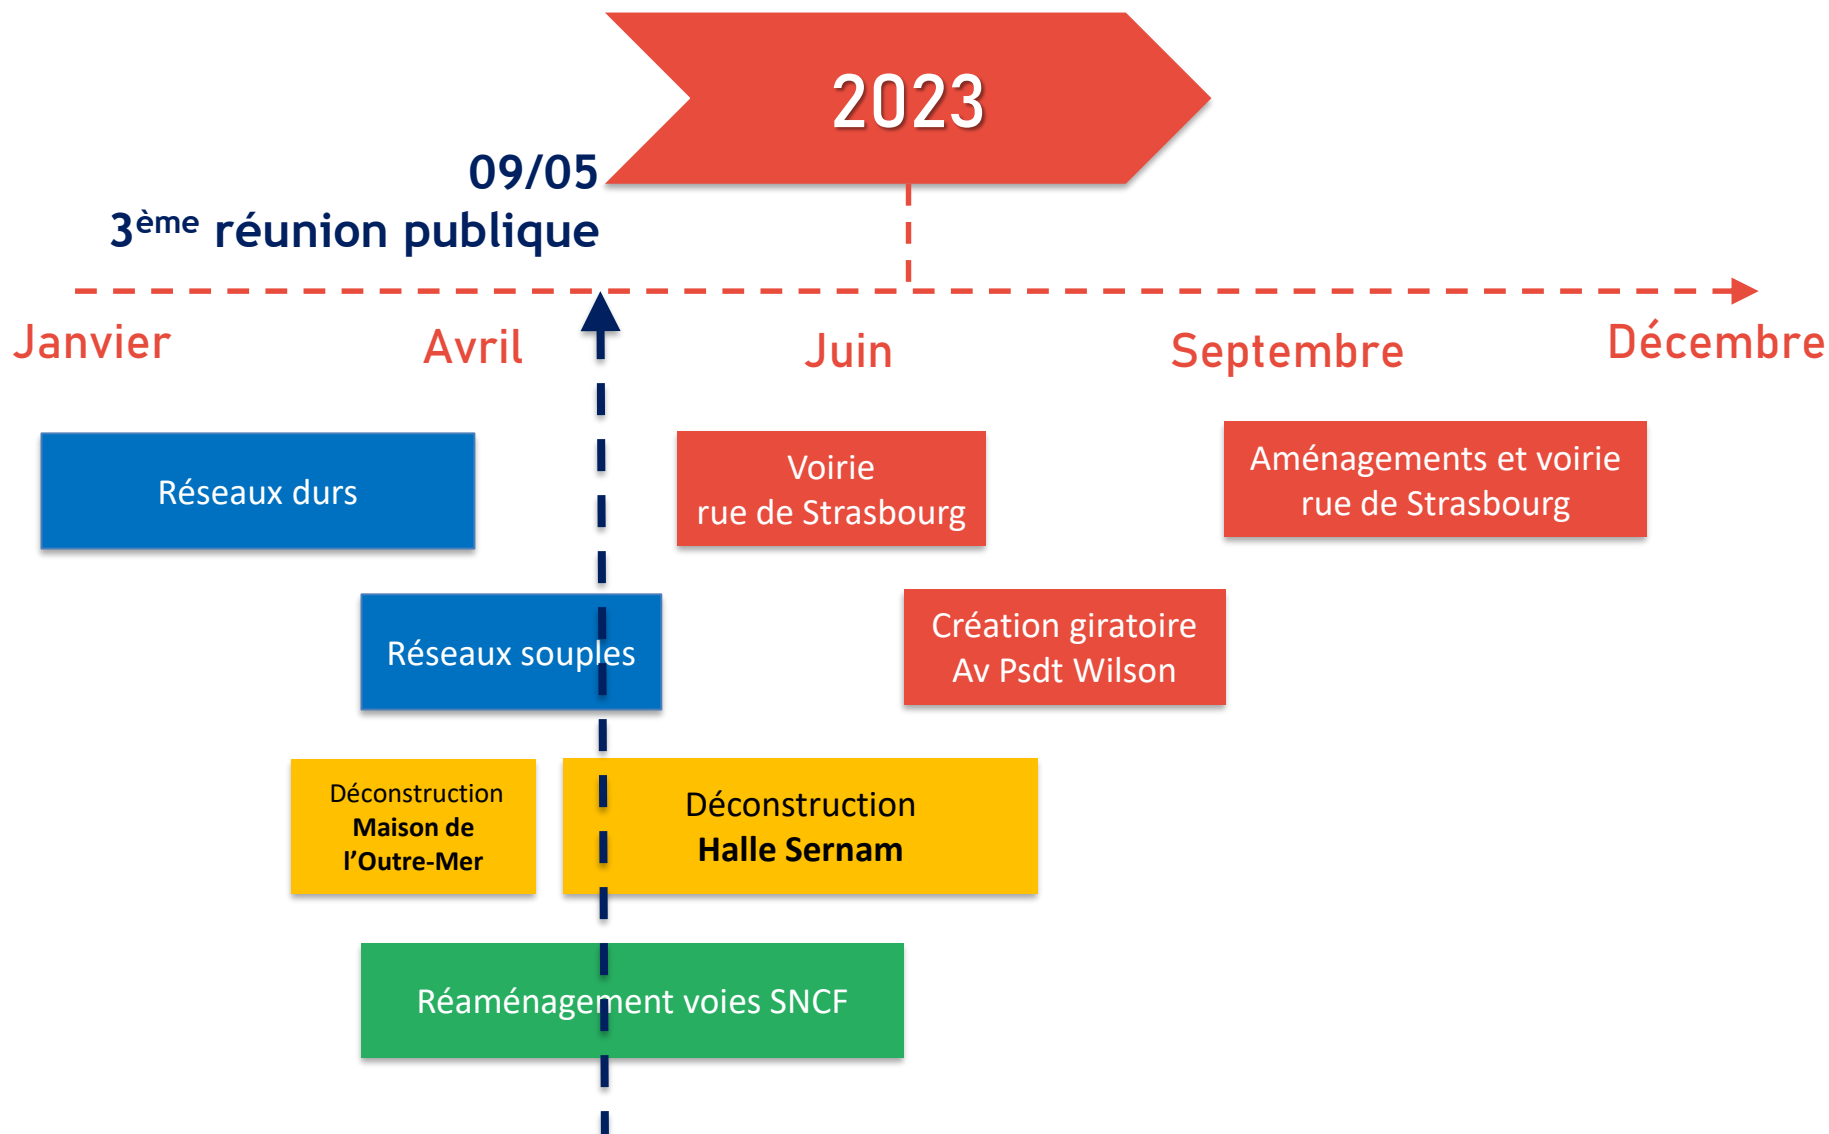 2023
09/05
3ème réunion publique
Janvier
Avril
Juin
Septembre
Décembre
Réseaux durs
Voirie
rue de Strasbourg
Aménagements et voirie
rue de Strasbourg
Réseaux souples
Création giratoire
Av Psdt Wilson
Déconstruction
Maison de
l'Outre-Mer
Déconstruction
Halle Sernam
Réaménagement voies SNCF